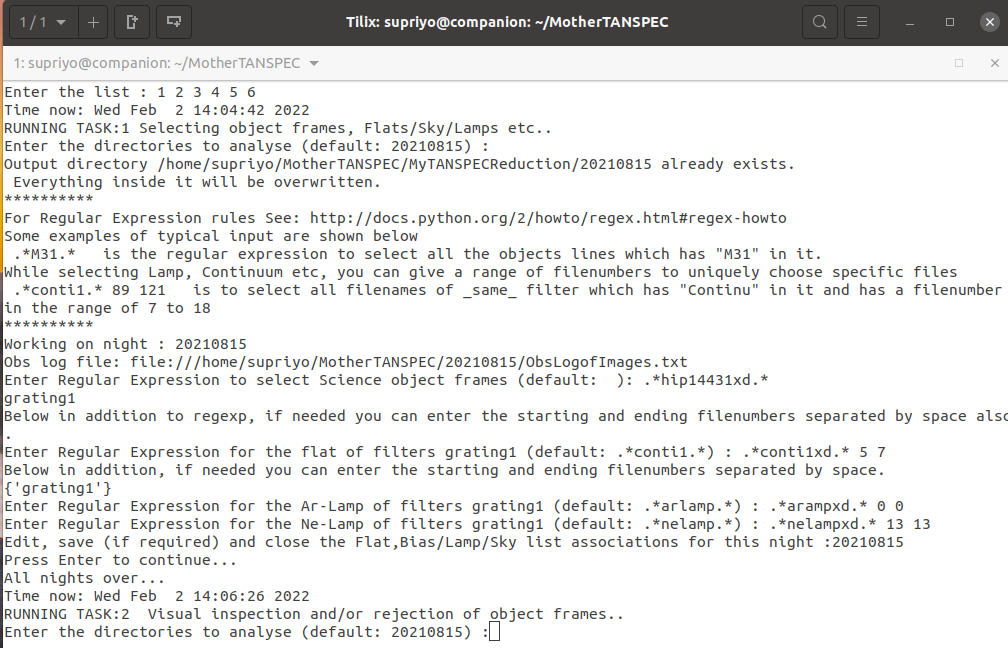 1 / 1
Tilix: supriyo@companion: ~/MotherTANSPEC
1: supriyo@companion: ~/MotherTANSPEC
Enter the list : 1 2 3 4 5 6
Time now: Wed Feb  2 14:04:42 2022
RUNNING TASK:1 Selecting object frames, Flats/Sky/Lamps etc..
Enter the directories to analyse (default: 20210815) :
Output directory /home/supriyo/MotherTANSPEC/MyTANSPECReduction/20210815 already exists.
 Everything inside it will be overwritten.
**********
For Regular Expression rules See: http://docs.python.org/2/howto/regex.html#regex-howto
Some examples of typical input are shown below
 .*M31.*   is the regular expression to select all the objects lines which has "M31" in it.
While selecting Lamp, Continuum etc, you can give a range of filenumbers to uniquely choose specific files
 .*conti1.* 89 121   is to select all filenames of _same_ filter which has "Continu" in it and has a filenumber
in the range of 7 to 18
**********
Working on night : 20210815
Obs log file: file:///home/supriyo/MotherTANSPEC/20210815/ObsLogofImages.txt
Enter Regular Expression to select Science object frames (default:  ): .*hip14431xd.*
grating1
Below in addition to regexp, if needed you can enter the starting and ending filenumbers separated by space also
.
Enter Regular Expression for the flat of filters grating1 (default: .*conti1.*) : .*conti1xd.* 5 7
Below in addition, if needed you can enter the starting and ending filenumbers separated by space.
{'grating1'}
Enter Regular Expression for the Ar-Lamp of filters grating1 (default: .*arlamp.*) : .*arampxd.* 0 0
Enter Regular Expression for the Ne-Lamp of filters grating1 (default: .*nelamp.*) : .*nelampxd.* 13 13
Edit, save (if required) and close the Flat,Bias/Lamp/Sky list associations for this night :20210815
Press Enter to continue...
All nights over...
Time now: Wed Feb  2 14:06:26 2022
RUNNING TASK:2  Visual inspection and/or rejection of object frames..
Enter the directories to analyse (default: 20210815) :